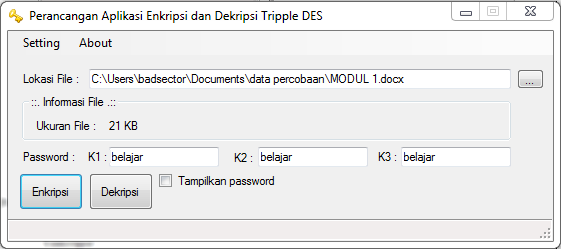 Perancangan Aplikasi Enkripsi dan Dekripsi Tripple DES
Setting About
Lokasi File : C:\Users\badsector\Documents\data percobaan\MODUL 1.docx ...
::. Informasi File .::
Ukuran File : 21 KB
Password : K1 : belajar K2 : belajar K3 : belajar
Enkripsi Dekripsi Tampilkan password